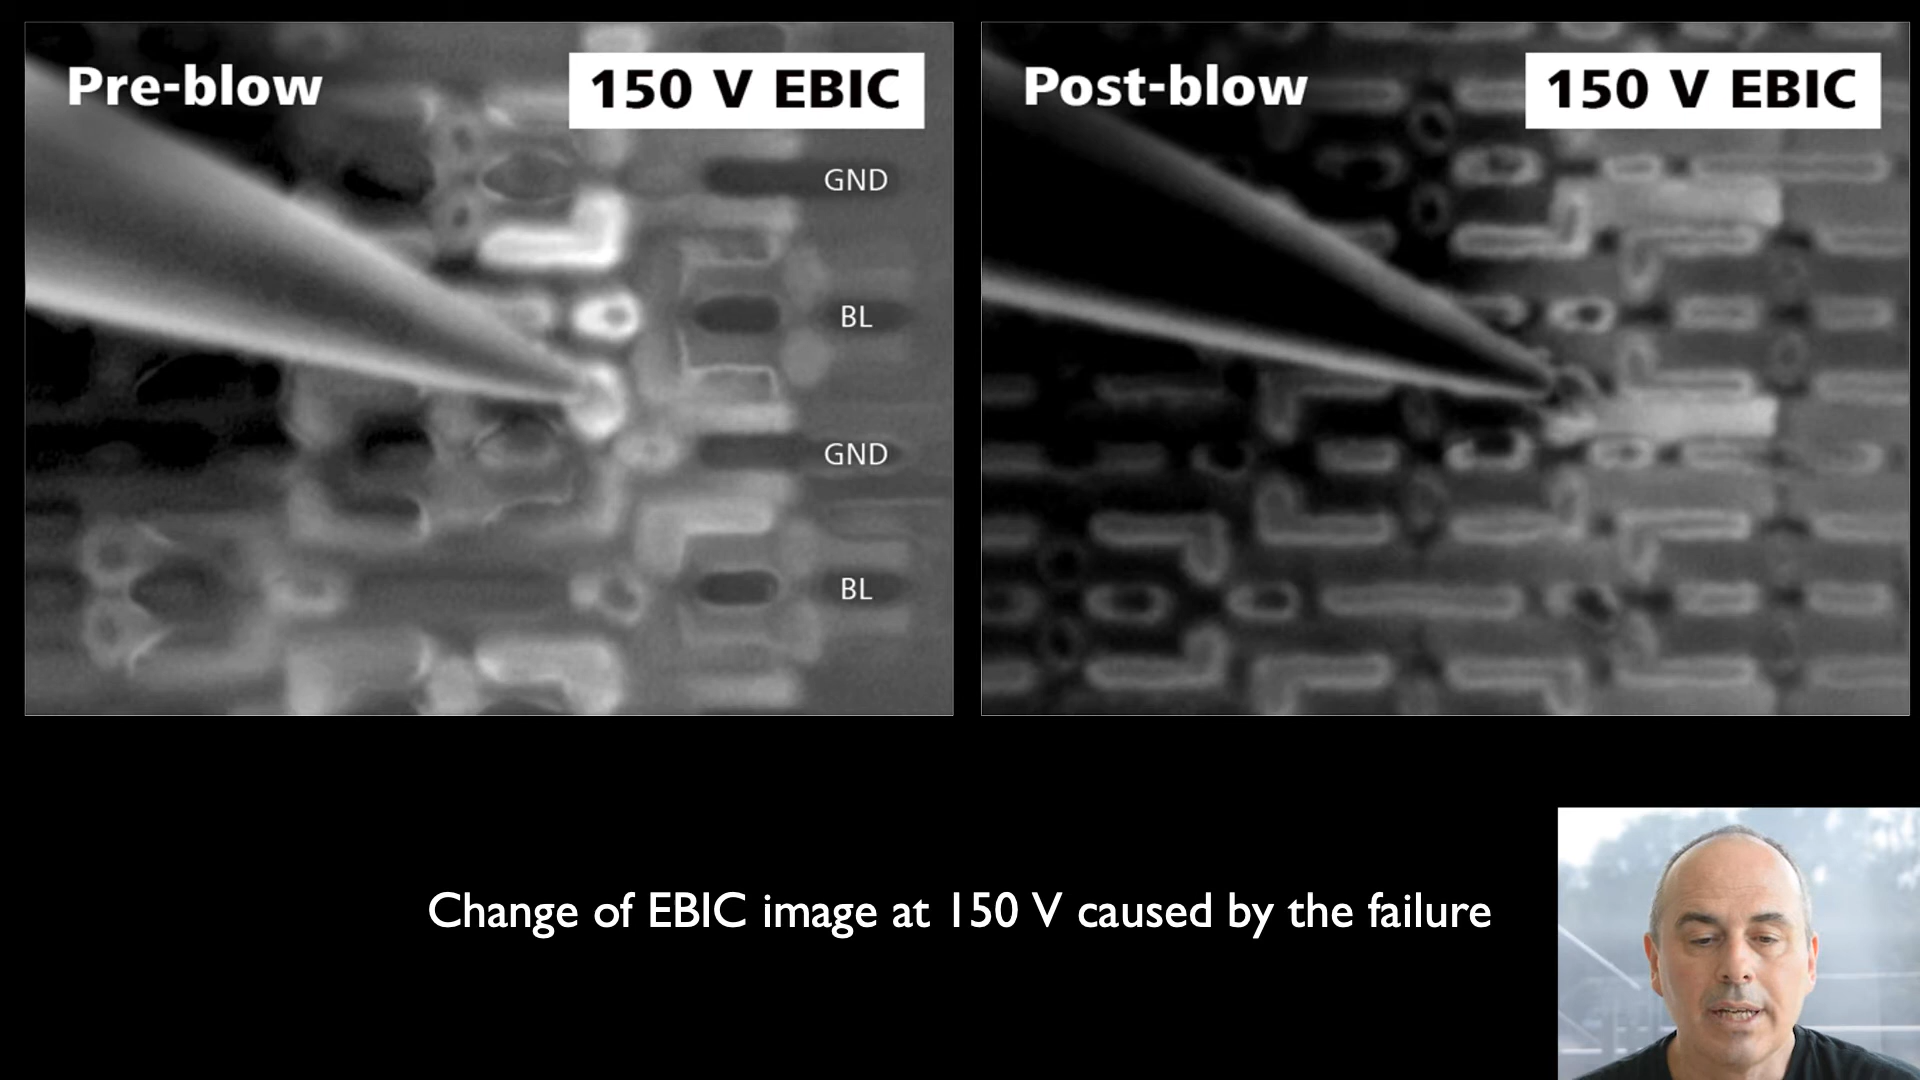 Pre-blow
150 V EBIC
GND
BL
GND
BL
Post-blow
150 V EBIC
Change of EBIC image at 150 V caused by the failure